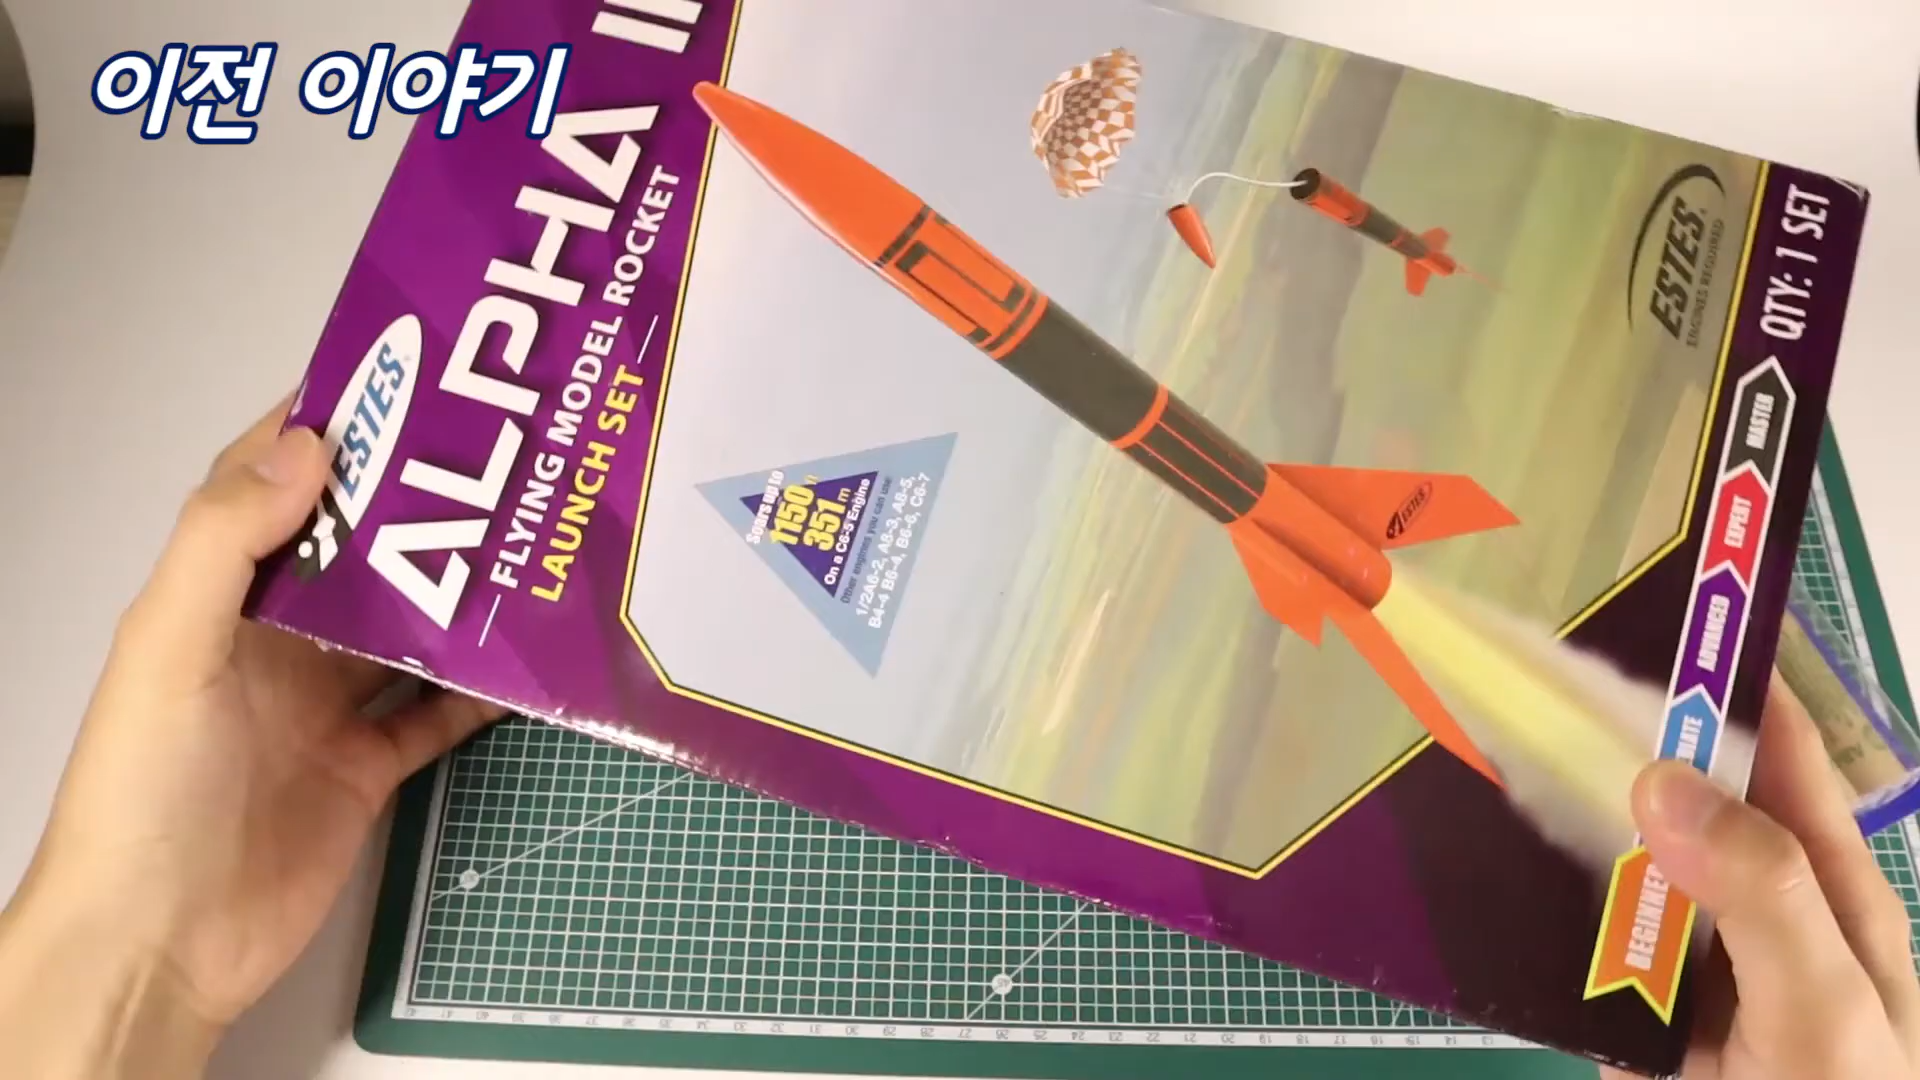 이전 이야기
ESTES
ALPHA II
FLYING MODEL ROCKET
LAUNCH SET
Soars up to
1150 ft
351 m
On a C6-5 Engine
Other engines you can use
1/2A6-2, A8-3, A8-5,
B4-4 B6-4, B6-6, C6-7
ESTES
ENGINES REQUIRED
QTY: 1 SET
MASTER
EXPERT
ADVANCED
BEGINNER
ESTES